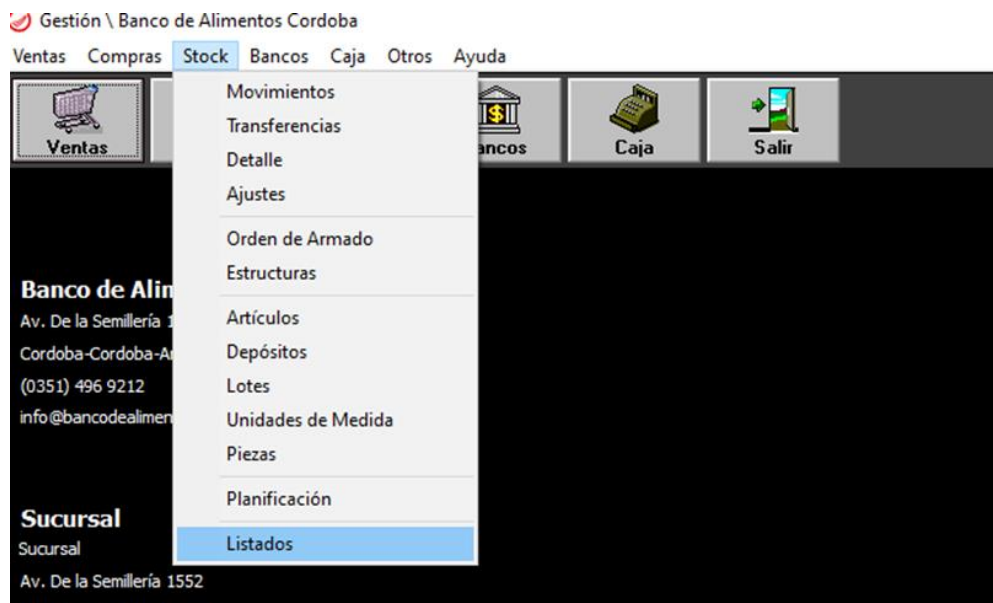 Gestión \ Banco de Alimentos Cordoba
Ventas Compras Stock Bancos Caja Otros Ayuda
Ventas
Caja
Salir
Movimientos
Transferencias
Detalle
Ajustes
Orden de Armado
Estructuras
Artículos
Depósitos
Lotes
Unidades de Medida
Piezas
Planificación
Listados
Banco de Alim
Av. De la Semillería 1
Cordoba-Cordoba-A
(0351) 496 9212
info@bancodealimen
Sucursal
Sucursal
Av. De la Semillería 1552